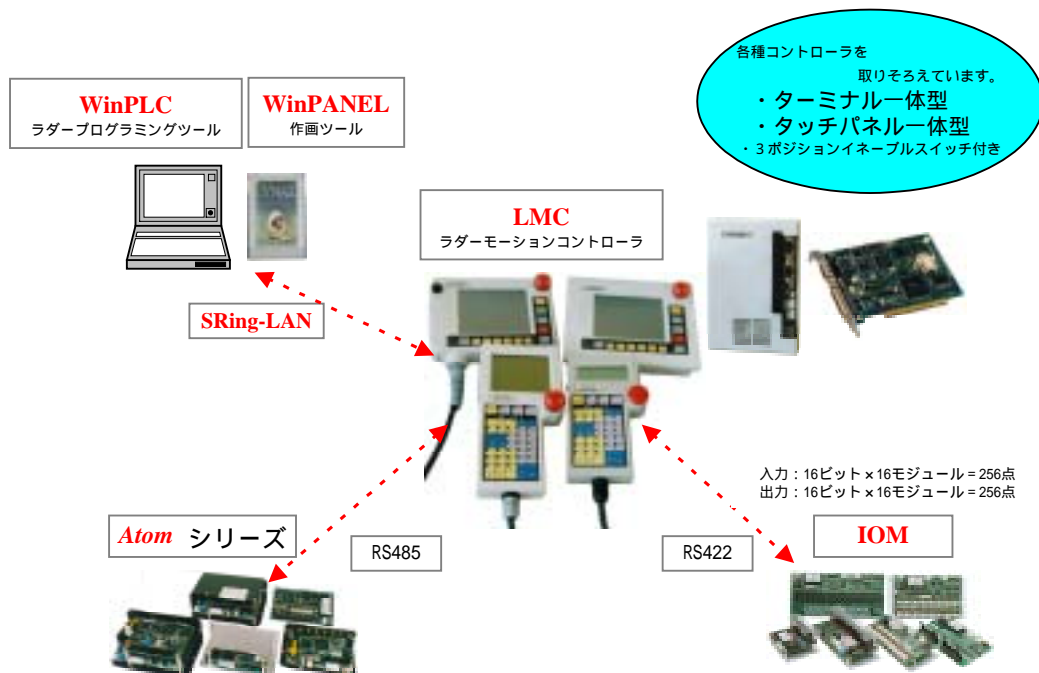 各種コントローラを
取りそろえています。
・ターミナル一体型
・タッチパネル一体型
・3ポジションイネーブルスイッチ付き
WinPLC
ラダープログラミングツール
WinPANEL
作画ツール
LMC
ラダーモーションコントローラ
SRing-LAN
入力：16ビット×16モジュール＝256点
出力：16ビット×16モジュール＝256点
Atom シリーズ
RS485
RS422
IOM